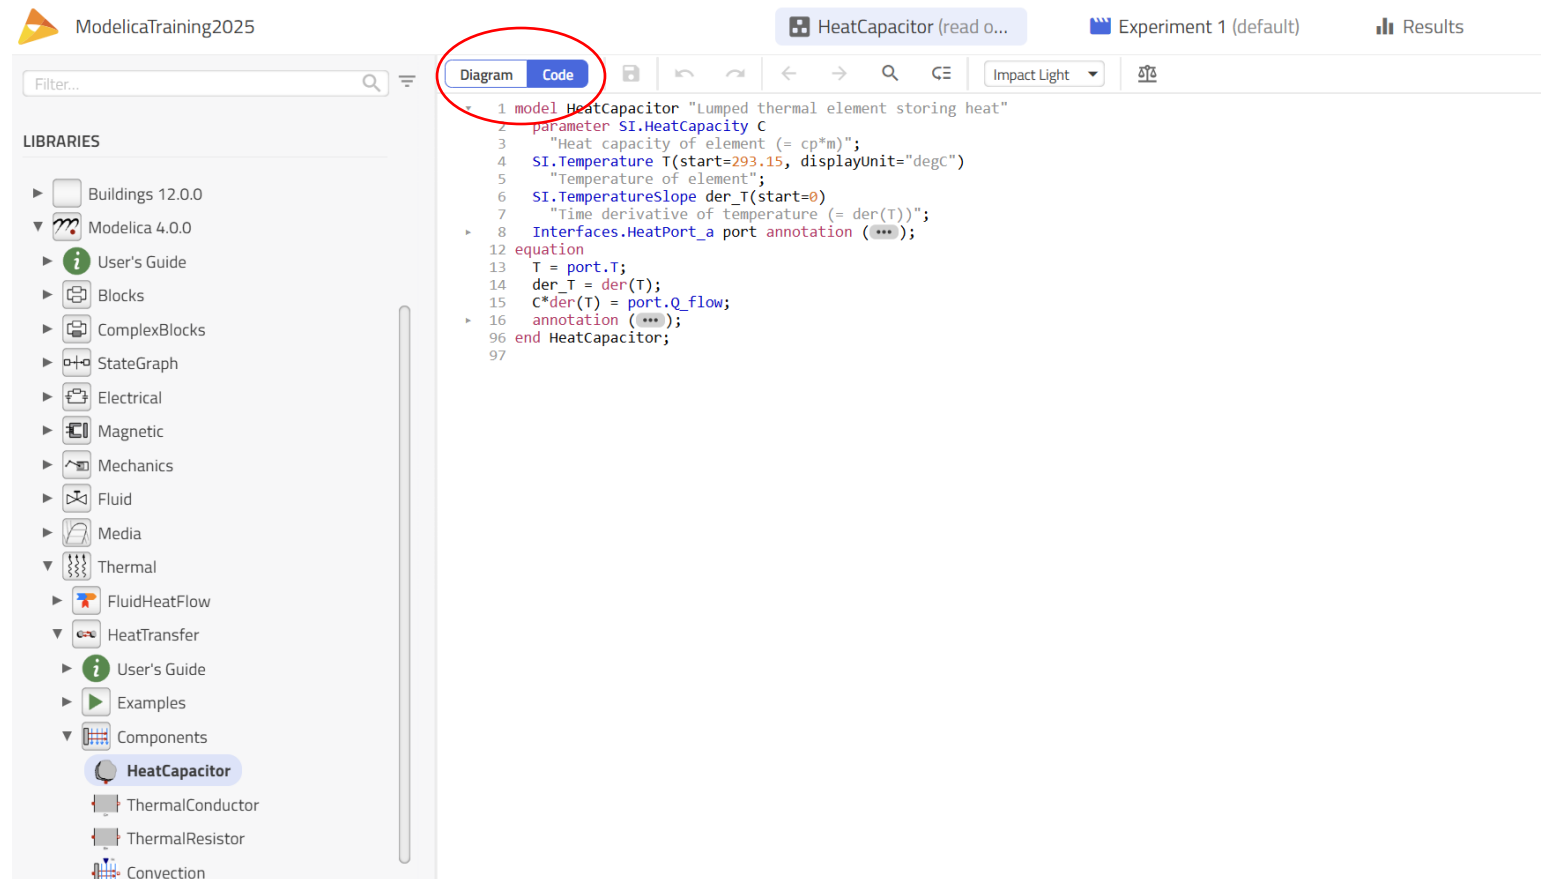 ModelicaTraining2025
HeatCapacitor (read o...
Experiment 1 (default)
Results
Filter...
Diagram
Code
Impact Light
LIBRARIES
Buildings 12.0.0
Modelica 4.0.0
User's Guide
Blocks
ComplexBlocks
StateGraph
Electrical
Magnetic
Mechanics
Fluid
Media
Thermal
FluidHeatFlow
HeatTransfer
User's Guide
Examples
Components
HeatCapacitor
ThermalConductor
ThermalResistor
Convection
1 model HeatCapacitor "Lumped thermal element storing heat"
2 parameter SI.HeatCapacity C
3 "Heat capacity of element (= cp*m)";
4 SI.Temperature T(start=293.15, displayUnit="degC")
5 "Temperature of element";
6 SI.TemperatureSlope der_T(start=0)
7 "Time derivative of temperature (= der(T))";
8 Interfaces.HeatPort_a port annotation (•••);
12 equation
13 T = port.T;
14 der_T = der(T);
15 C*der(T) = port.Q_flow;
16 annotation (•••);
96 end HeatCapacitor;
97